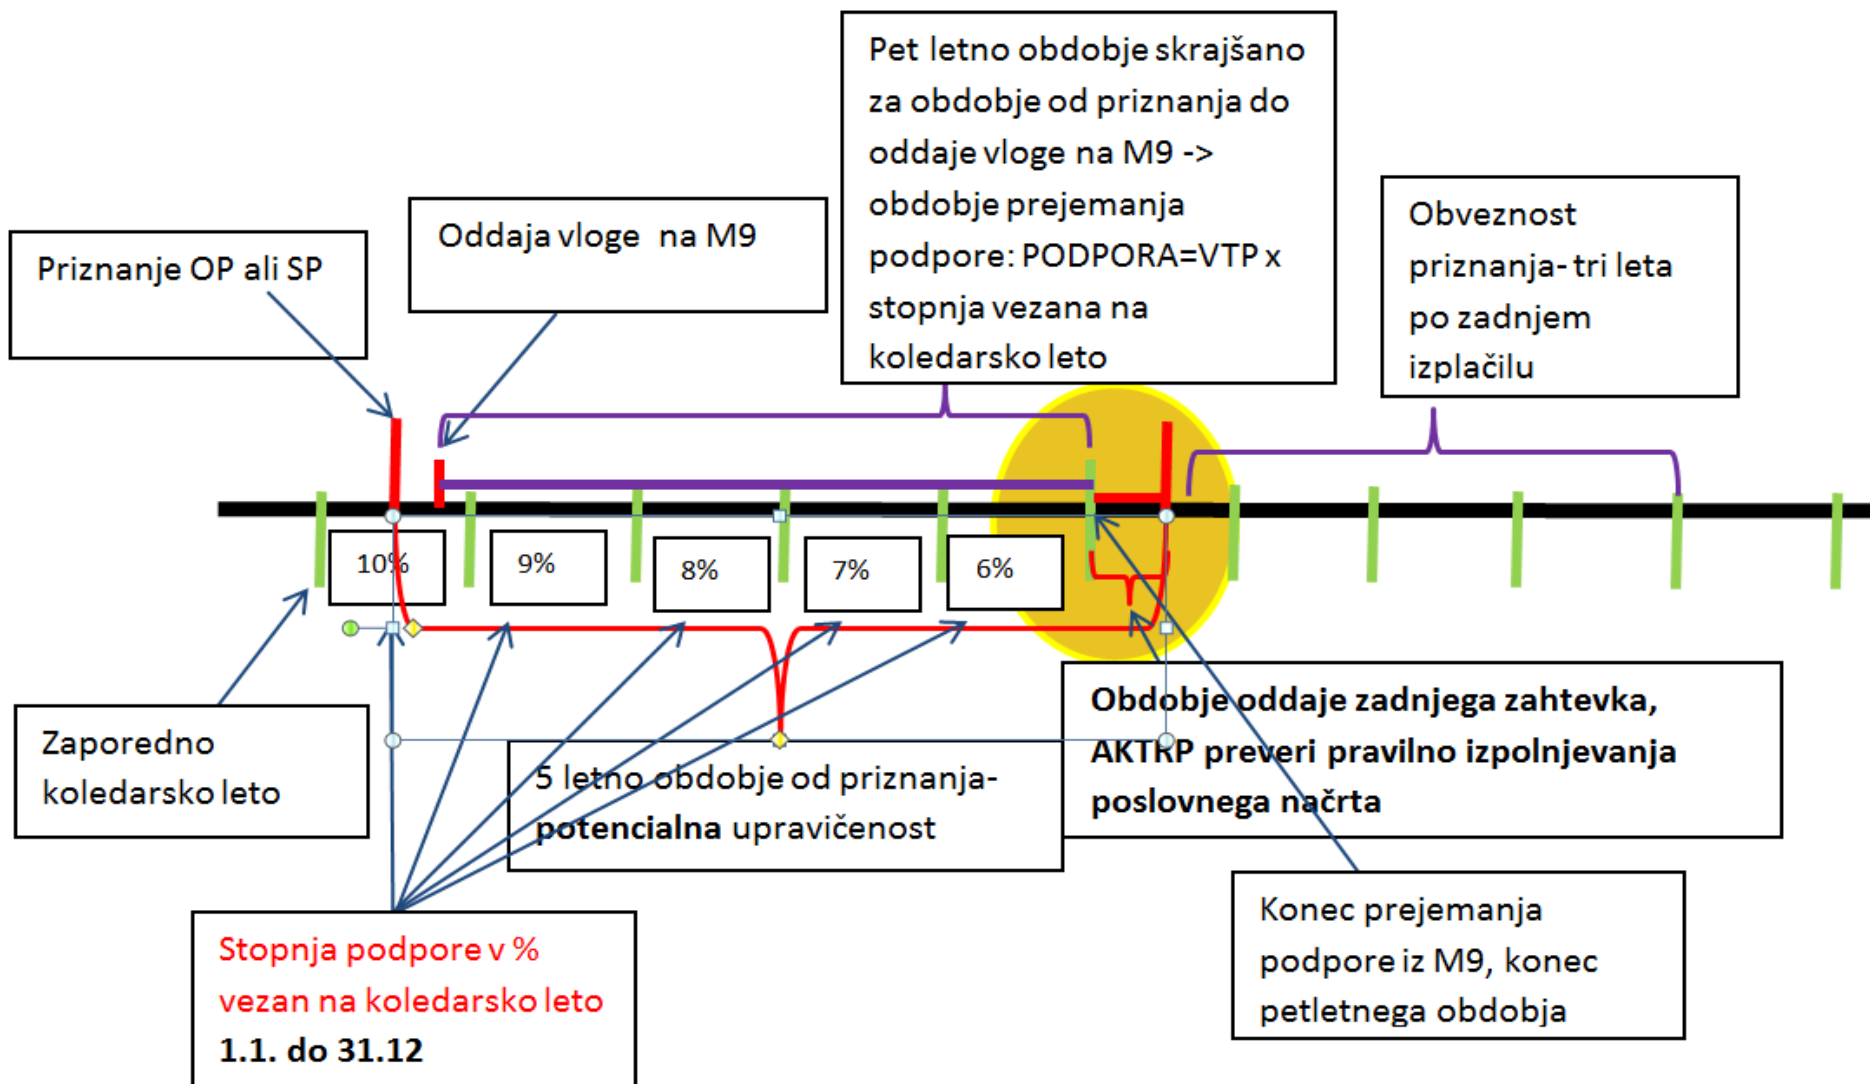 Pet letno obdobje skrajšano
za obdobje od priznanja do
oddaje vloge na M9 ->
obdobje prejemanja
podpore: PODPORA=VTP x
stopnja vezana na
koledarsko leto
Obveznost
priznanja- tri leta
po zadnjem
izplačilu
Oddaja vloge na M9
Priznanje OP ali SP
10%
9%
8%
7%
6%
Zaporedno
koledarsko leto
5 letno obdobje od priznanja-
potencialna upravičenost
Obdobje oddaje zadnjega zahtevka,
AKTRP preveri pravilno izpolnjevanja
poslovnega načrta
Stopnja podpore v %
vezan na koledarsko leto
1.1. do 31.12
Konec prejemanja
podpore iz M9, konec
petletnega obdobja